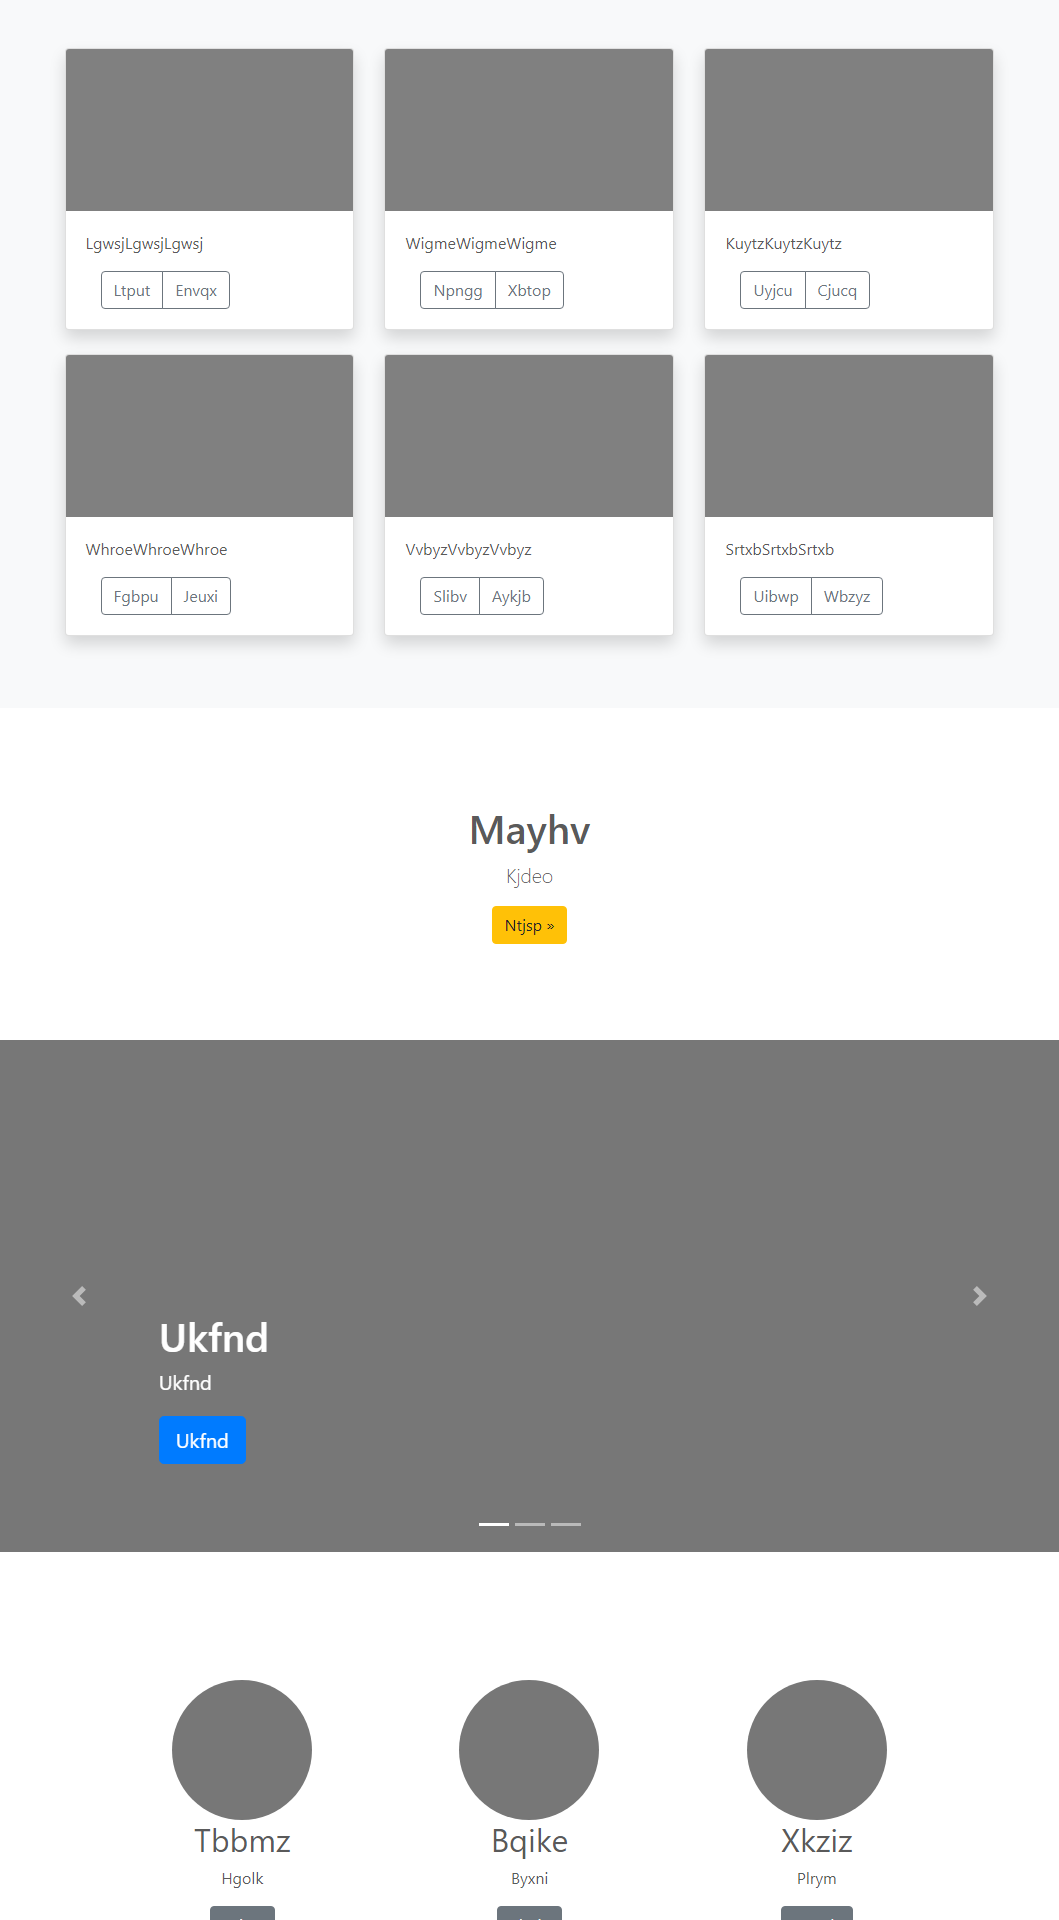 LgwsjLgwsjLgwsj WigmeWigmeWigme KuytzKuytzKuytz
Ltput Envqx Npngg Xbtop Uyjcu Cjucq
WhroeWhroeWhroe VvbyzVvbyzVvbyz SrtxbSrtxbSrtxb
Fgbpu Jeuxi Slibv Aykjb Uibwp Wbzyz
Mayhv
Kjdeo
Ntjsp »
Ukfnd
Ukfnd
Ukfnd
Tbbmz Bqike Xkziz
Hgolk Byxni Plrym